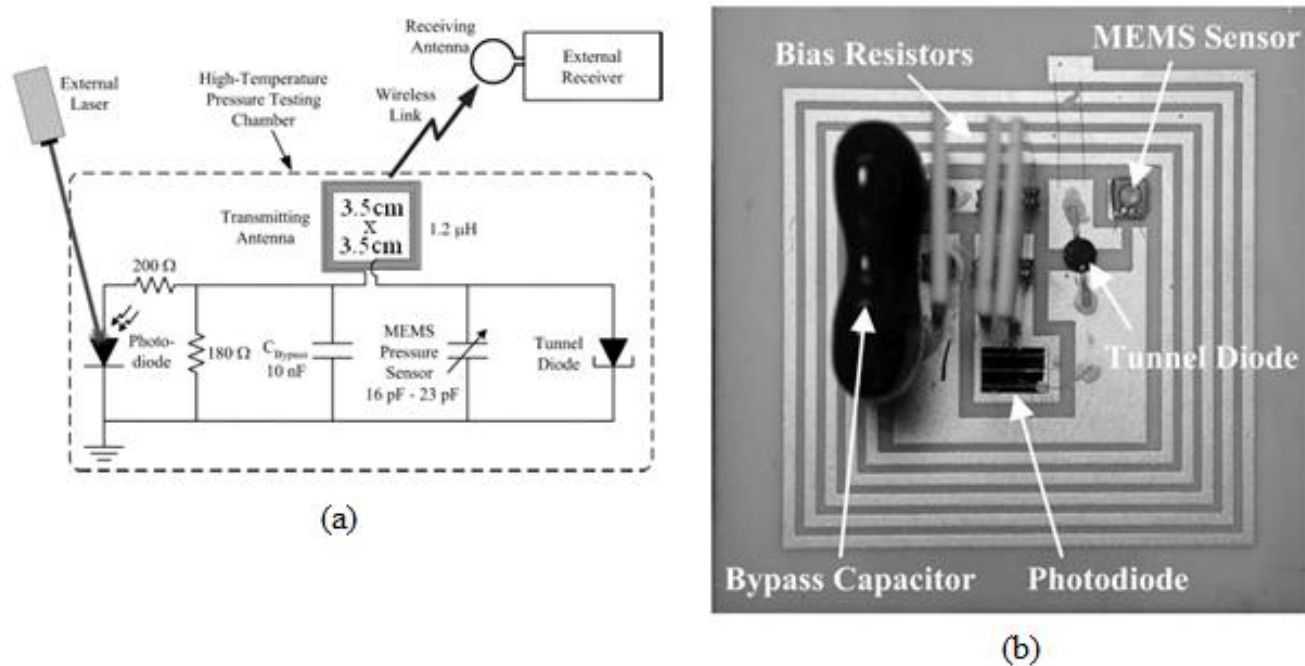 External
Laser
High-Temperature
Pressure Testing
Chamber
Receiving
Antenna
External
Receiver
Wireless
Link
Transmitting
Antenna
3.5cm
x
3.5cm
1.2 μH
200 Ω
Photo-
diode
180 Ω
C Bypass
10 nF
MEMS
Pressure
Sensor
16 pF - 23 pF
Tunnel
Diode
(a)
MEMS Sensor
Bias Resistors
Tunnel Diode
Bypass Capacitor
Photodiode
(b)